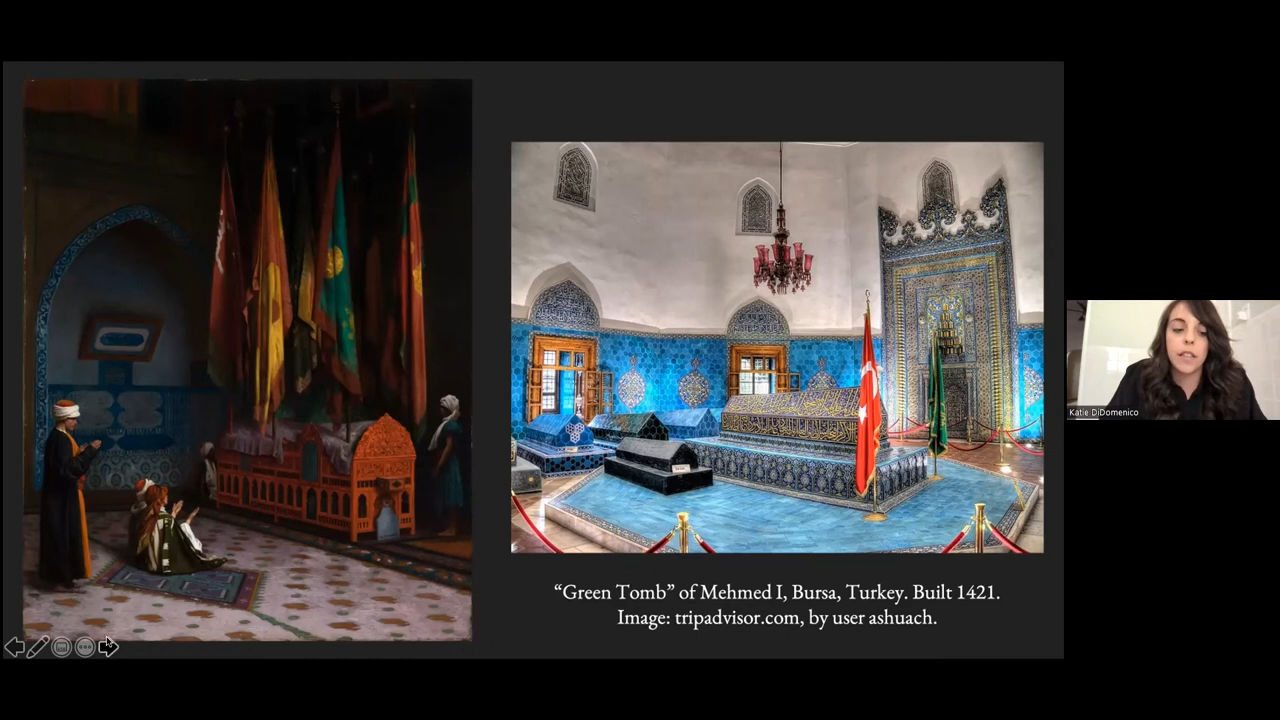 “Green Tomb” of Mehmed I, Bursa, Turkey. Built 1421.
Image: tripadvisor.com, by user ashuach.
Katie DiDomenico